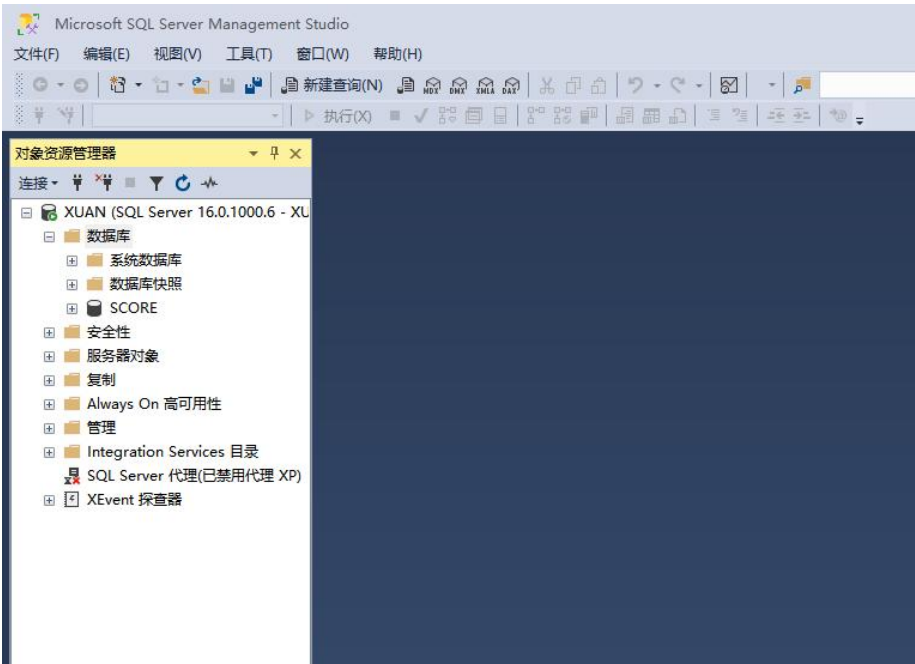 Microsoft SQL Server Management Studio
文件(F) 编辑(E) 视图(V) 工具(T) 窗口(W) 帮助(H)
新建查询(N) MDX DMX XMLA DAX
执行(X)
对象资源管理器
连接
XUAN (SQL Server 16.0.1000.6 - XU
数据库
系统数据库
数据库快照
SCORE
安全性
服务器对象
复制
Always On 高可用性
管理
Integration Services 目录
SQL Server 代理(已禁用代理 XP)
XEvent 探查器